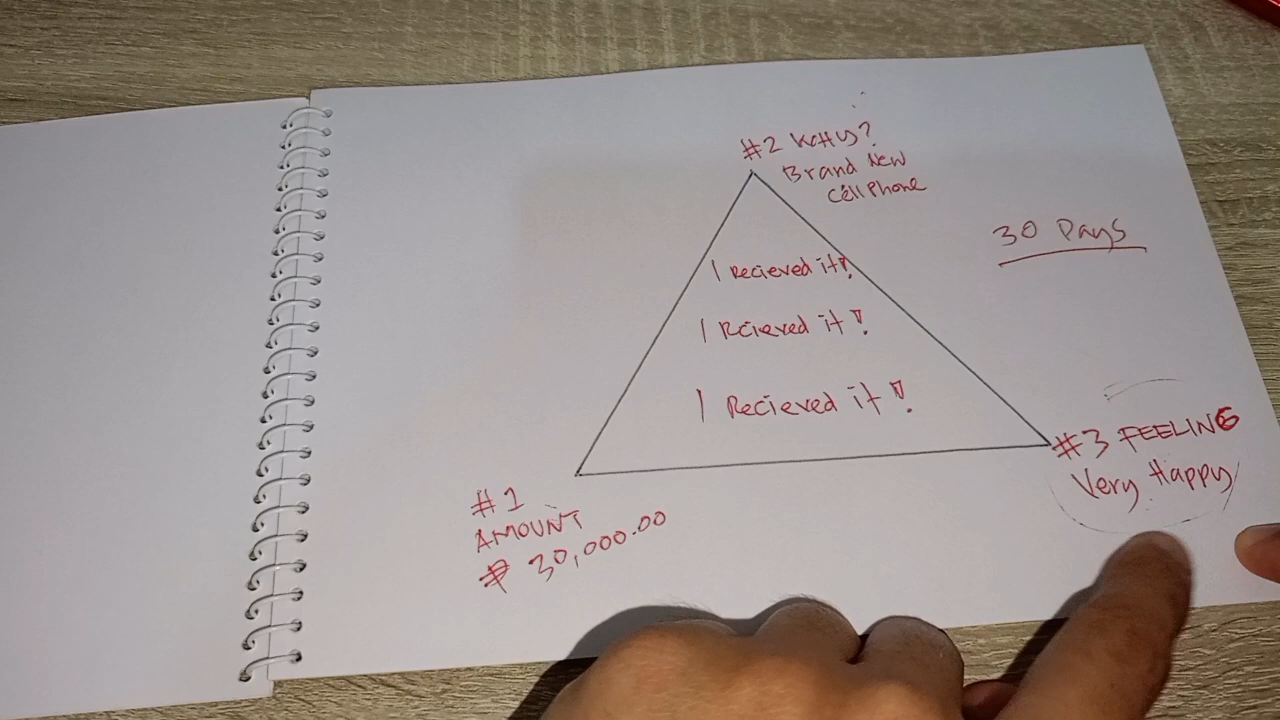 #2 WHY?
Brand New
Cell Phone
30 Days
I Recieved it!
I Rcieved it!
I Recieved it!
#3 FEELING
Very Happy
#1
AMOUNT
₱ 30,000.00